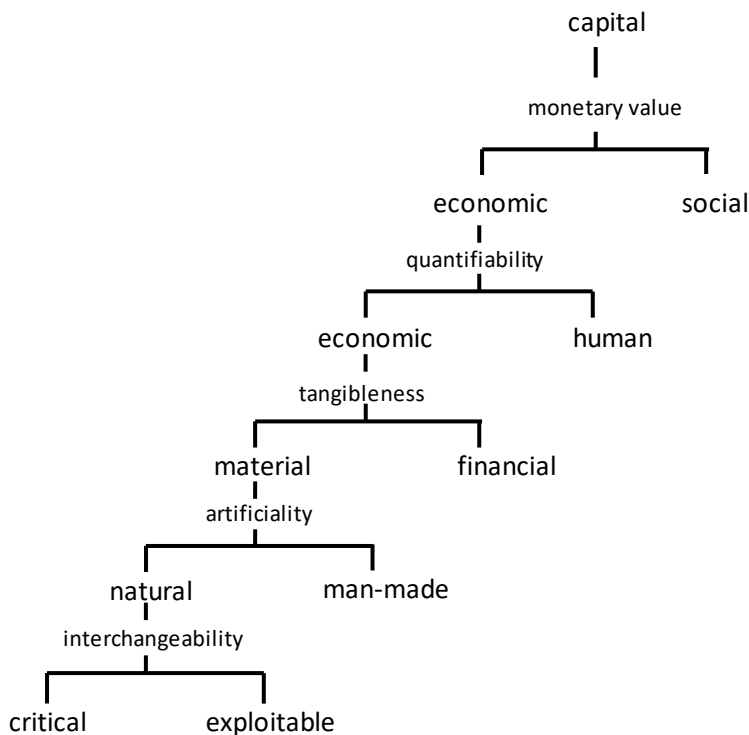 capital
monetary value
economic social
quantifiability
economic human
tangibleness
material financial
artificiality
natural man-made
interchangeability
critical exploitable